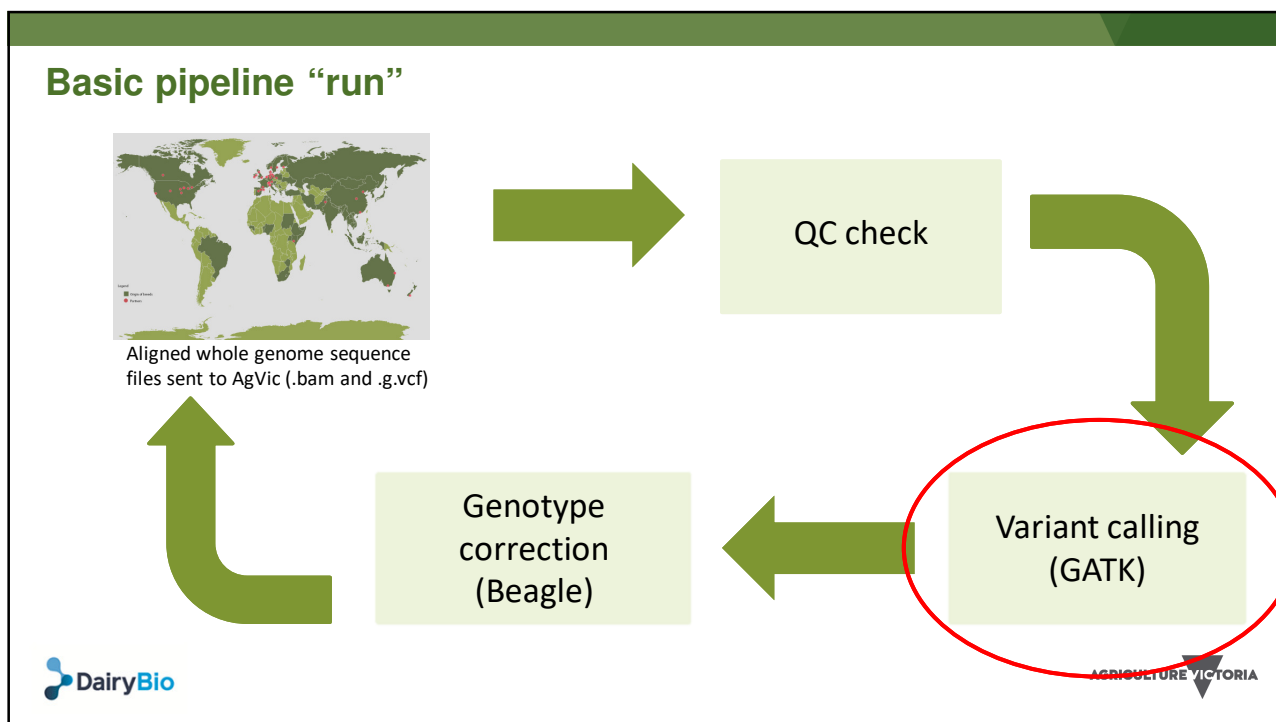 Basic pipeline “run”
Aligned whole genome sequence
files sent to AgVic (.bam and .g.vcf)
QC check
Variant calling
(GATK)
Genotype
correction
(Beagle)
DairyBio
AGRICULTURE VICTORIA